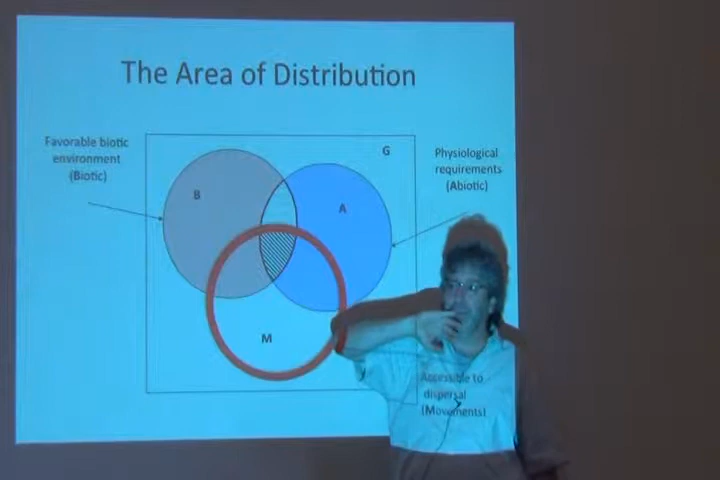 The Area of Distribution
Favorable biotic
environment
(Biotic)
G
Physiological
requirements
(Abiotic)
B
A
M
Accessible to
dispersal
(Movements)